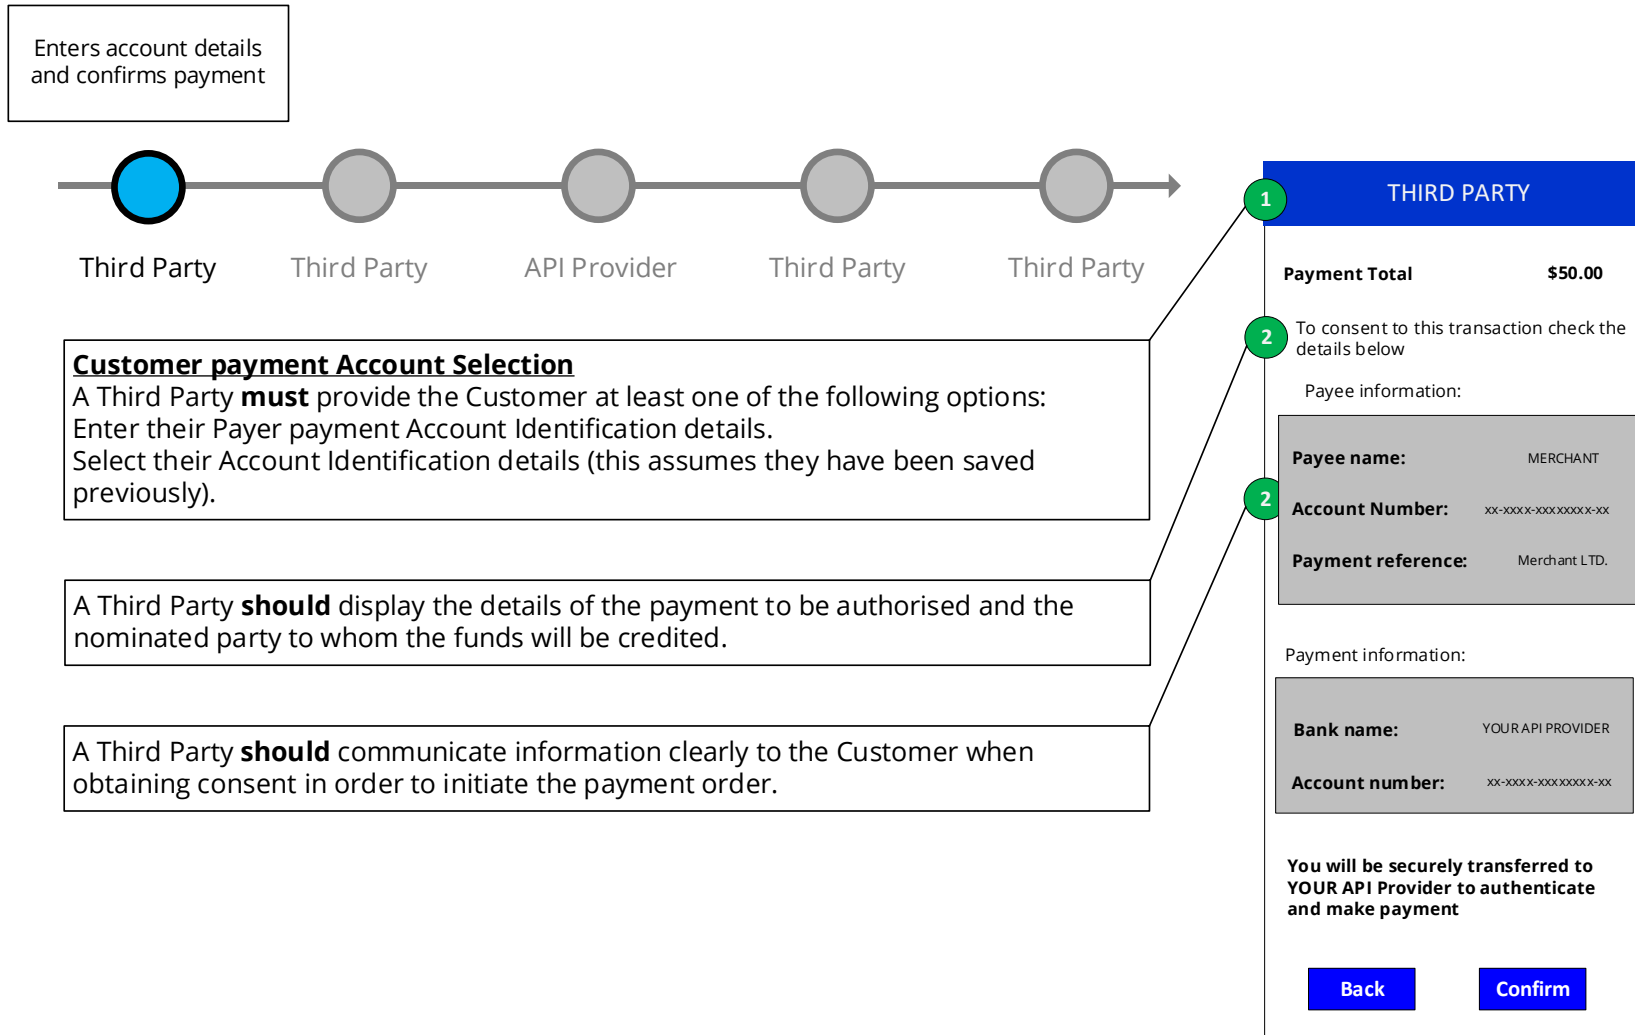 Enters account details
and confirms payment
Third Party
Third Party
API Provider
Third Party
Third Party
Customer payment Account Selection
A Third Party must provide the Customer at least one of the following options:
Enter their Payer payment Account Identification details.
Select their Account Identification details (this assumes they have been saved
previously).
A Third Party should display the details of the payment to be authorised and the
nominated party to whom the funds will be credited.
A Third Party should communicate information clearly to the Customer when
obtaining consent in order to initiate the payment order.
1
THIRD PARTY
Payment Total $50.00
2
To consent to this transaction check the
details below
Payee information:
Payee name: MERCHANT
2
Account Number: xx-xxxx-xxxxxxxx-xx
Payment reference: Merchant LTD.
Payment information:
Bank name: YOUR API PROVIDER
Account number: xx-xxxx-xxxxxxxx-xx
You will be securely transferred to
YOUR API Provider to authenticate
and make payment
Back Confirm